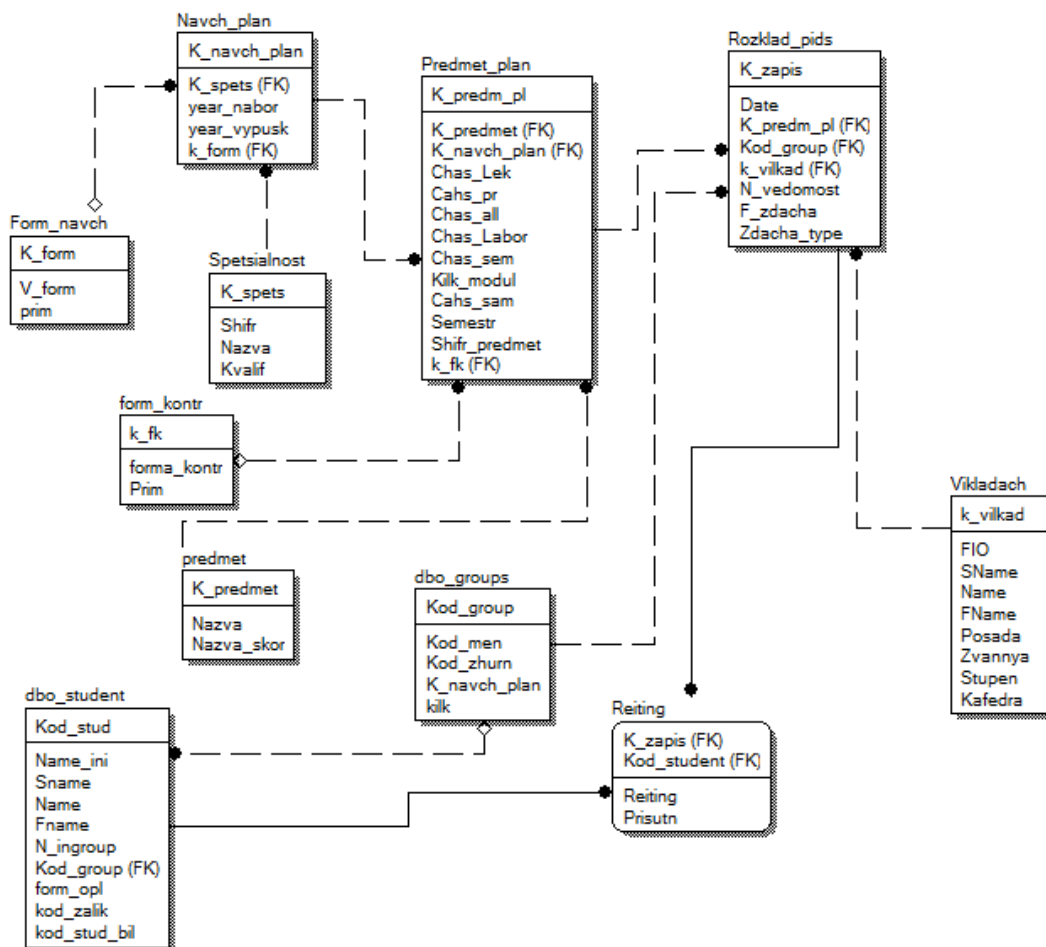 Navch_plan
K_navch_plan
K_spets (FK)
year_nabor
year_vypusk
k_form (FK)
Predmet_plan
K_predm_pl
K_predmet (FK)
K_navch_plan (FK)
Chas_Lek
Cahs_pr
Chas_all
Chas_Labor
Chas_sem
Kilk_modul
Cahs_sam
Semestr
Shifr_predmet
k_fk (FK)
Rozklad_pids
K_zapis
Date
K_predm_pl (FK)
Kod_group (FK)
k_vilkad (FK)
N_vedomost
F_zdacha
Zdacha_type
Form_navch
K_form
V_form
prim
Spetsialnost
K_spets
Shifr
Nazva
Kvalif
form_kontr
k_fk
forma_kontr
Prim
predmet
K_predmet
Nazva
Nazva_skor
dbo_groups
Kod_group
Kod_men
Kod_zhurn
K_navch_plan
kilk
Vikladach
k_vilkad
FIO
SName
Name
FName
Posada
Zvannya
Stupen
Kafedra
dbo_student
Kod_stud
Name_ini
Sname
Name
Fname
N_ingroup
Kod_group (FK)
form_opl
kod_zalik
kod_stud_bil
Reiting
K_zapis (FK)
Kod_student (FK)
Reiting
Prisutn